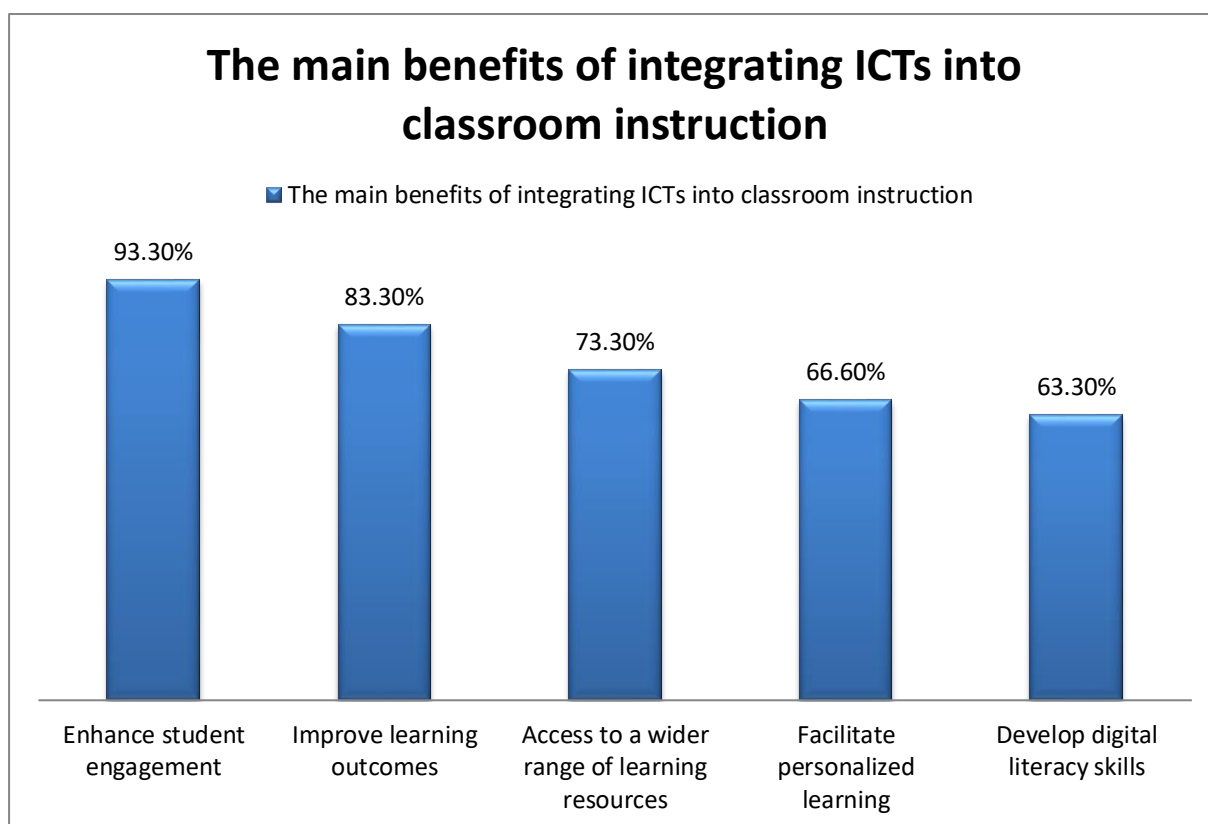 The main benefits of integrating ICTs into
classroom instruction
The main benefits of integrating ICTs into classroom instruction
93.30%
83.30%
73.30%
66.60%
63.30%
Enhance student
engagement
Improve learning
outcomes
Access to a wider
range of learning
resources
Facilitate
personalized
learning
Develop digital
literacy skills